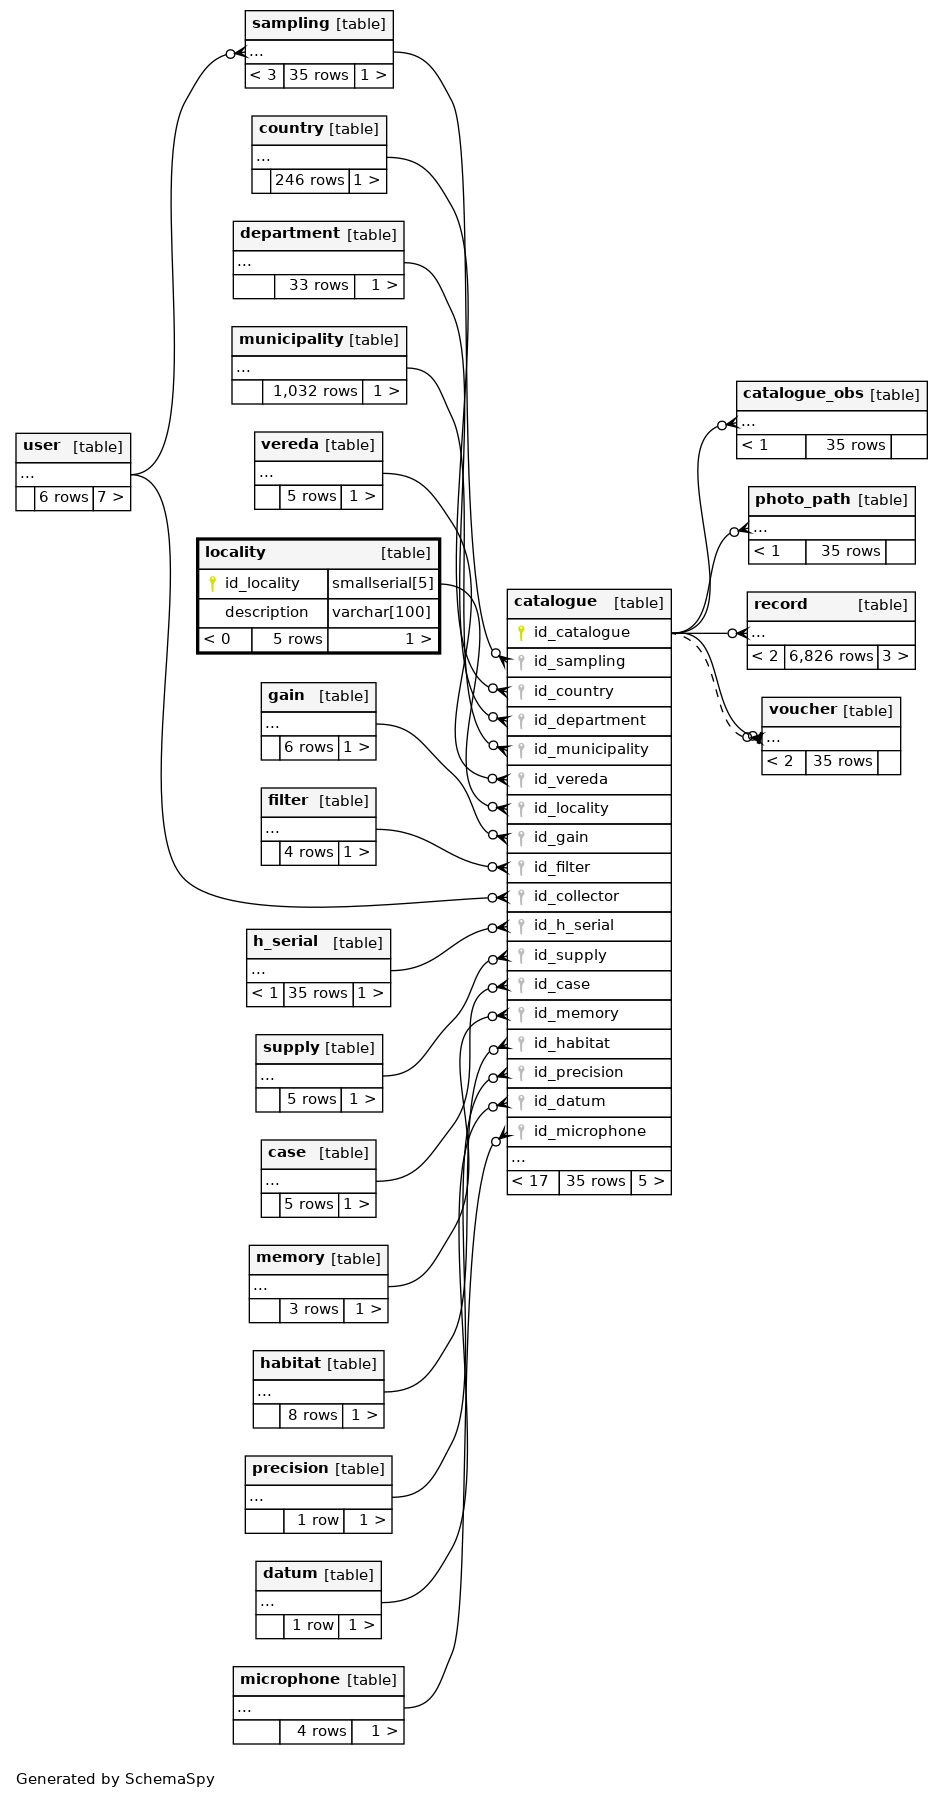 sampling [table]
...
< 3 35 rows 1 >
country [table]
...
246 rows 1 >
department [table]
...
33 rows 1 >
municipality [table]
...
1,032 rows 1 >
vereda [table]
...
5 rows 1 >
user [table]
...
6 rows 7 >
locality [table]
id_locality smallserial[5]
description varchar[100]
< 0 5 rows 1 >
gain [table]
...
6 rows 1 >
filter [table]
...
4 rows 1 >
h_serial [table]
...
< 1 35 rows 1 >
supply [table]
...
5 rows 1 >
case [table]
...
5 rows 1 >
memory [table]
...
3 rows 1 >
habitat [table]
...
8 rows 1 >
precision [table]
...
1 row 1 >
datum [table]
...
1 row 1 >
microphone [table]
...
4 rows 1 >
catalogue [table]
id_catalogue
id_sampling
id_country
id_department
id_municipality
id_vereda
id_locality
id_gain
id_filter
id_collector
id_h_serial
id_supply
id_case
id_memory
id_habitat
id_precision
id_datum
id_microphone
...
< 17 35 rows 5 >
catalogue_obs [table]
...
< 1 35 rows
photo_path [table]
...
< 1 35 rows
record [table]
...
< 2 6,826 rows 3 >
voucher [table]
...
< 2 35 rows
Generated by SchemaSpy